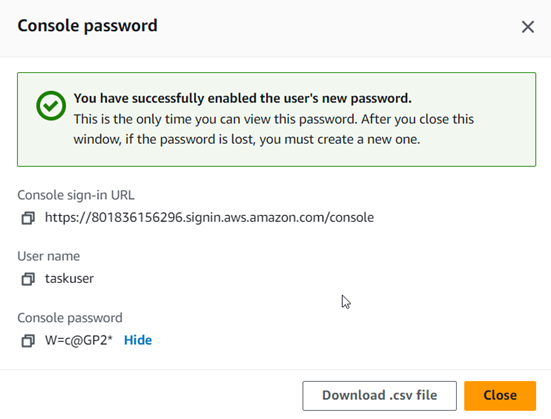 Console password
You have successfully enabled the user's new password.
This is the only time you can view this password. After you close this
window, if the password is lost, you must create a new one.
Console sign-in URL
https://801836156296.signin.aws.amazon.com/console
User name
taskuser
Console password
W=c@GP2* Hide
Download .csv file Close